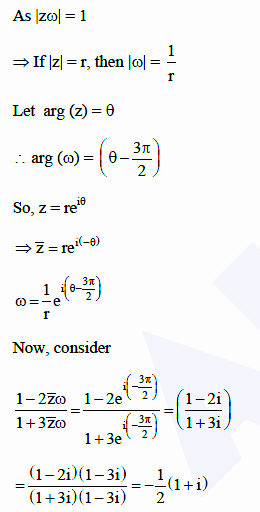 As |zω| = 1
⇒ If |z| = r, then |ω| = 1/r
Let arg (z) = θ
∴ arg (ω) = (θ - 3π/2)
So, z = re^{iθ}
⇒ z̅ = re^{i(-θ)}
ω = 1/r e^{i(θ - 3π/2)}
Now, consider
(1-2z̅ω)/(1+3z̅ω) = (1-2e^{i(-3π/2)})/(1+3e^{i(-3π/2)}) = ((1-2i)/(1+3i))
= ((1-2i)(1-3i))/((1+3i)(1-3i)) = -1/2(1+i)